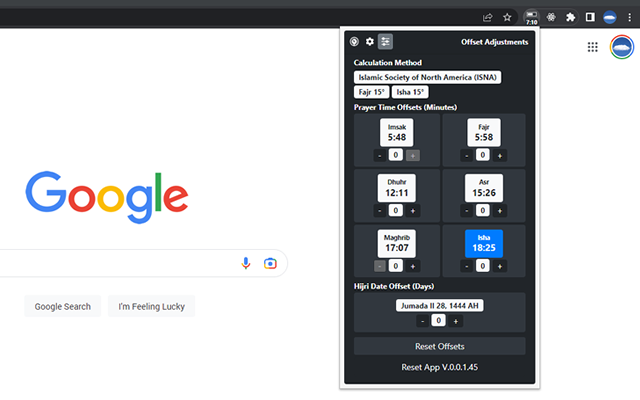 7:10
Offset Adjustments
Calculation Method
Islamic Society of North America (ISNA)
Fajr 15° Isha 15°
Prayer Time Offsets (Minutes)
Imsak Fajr
5:48 5:58
- 0 + - 0 +
Dhuhr Asr
12:11 15:26
- 0 + - 0 +
Maghrib Isha
17:07 18:25
- 0 + - 0 +
Hijri Date Offset (Days)
Jumada II 28, 1444 AH
- 0 +
Reset Offsets
Reset App V.0.0.1.45
Google
Google Search I'm Feeling Lucky